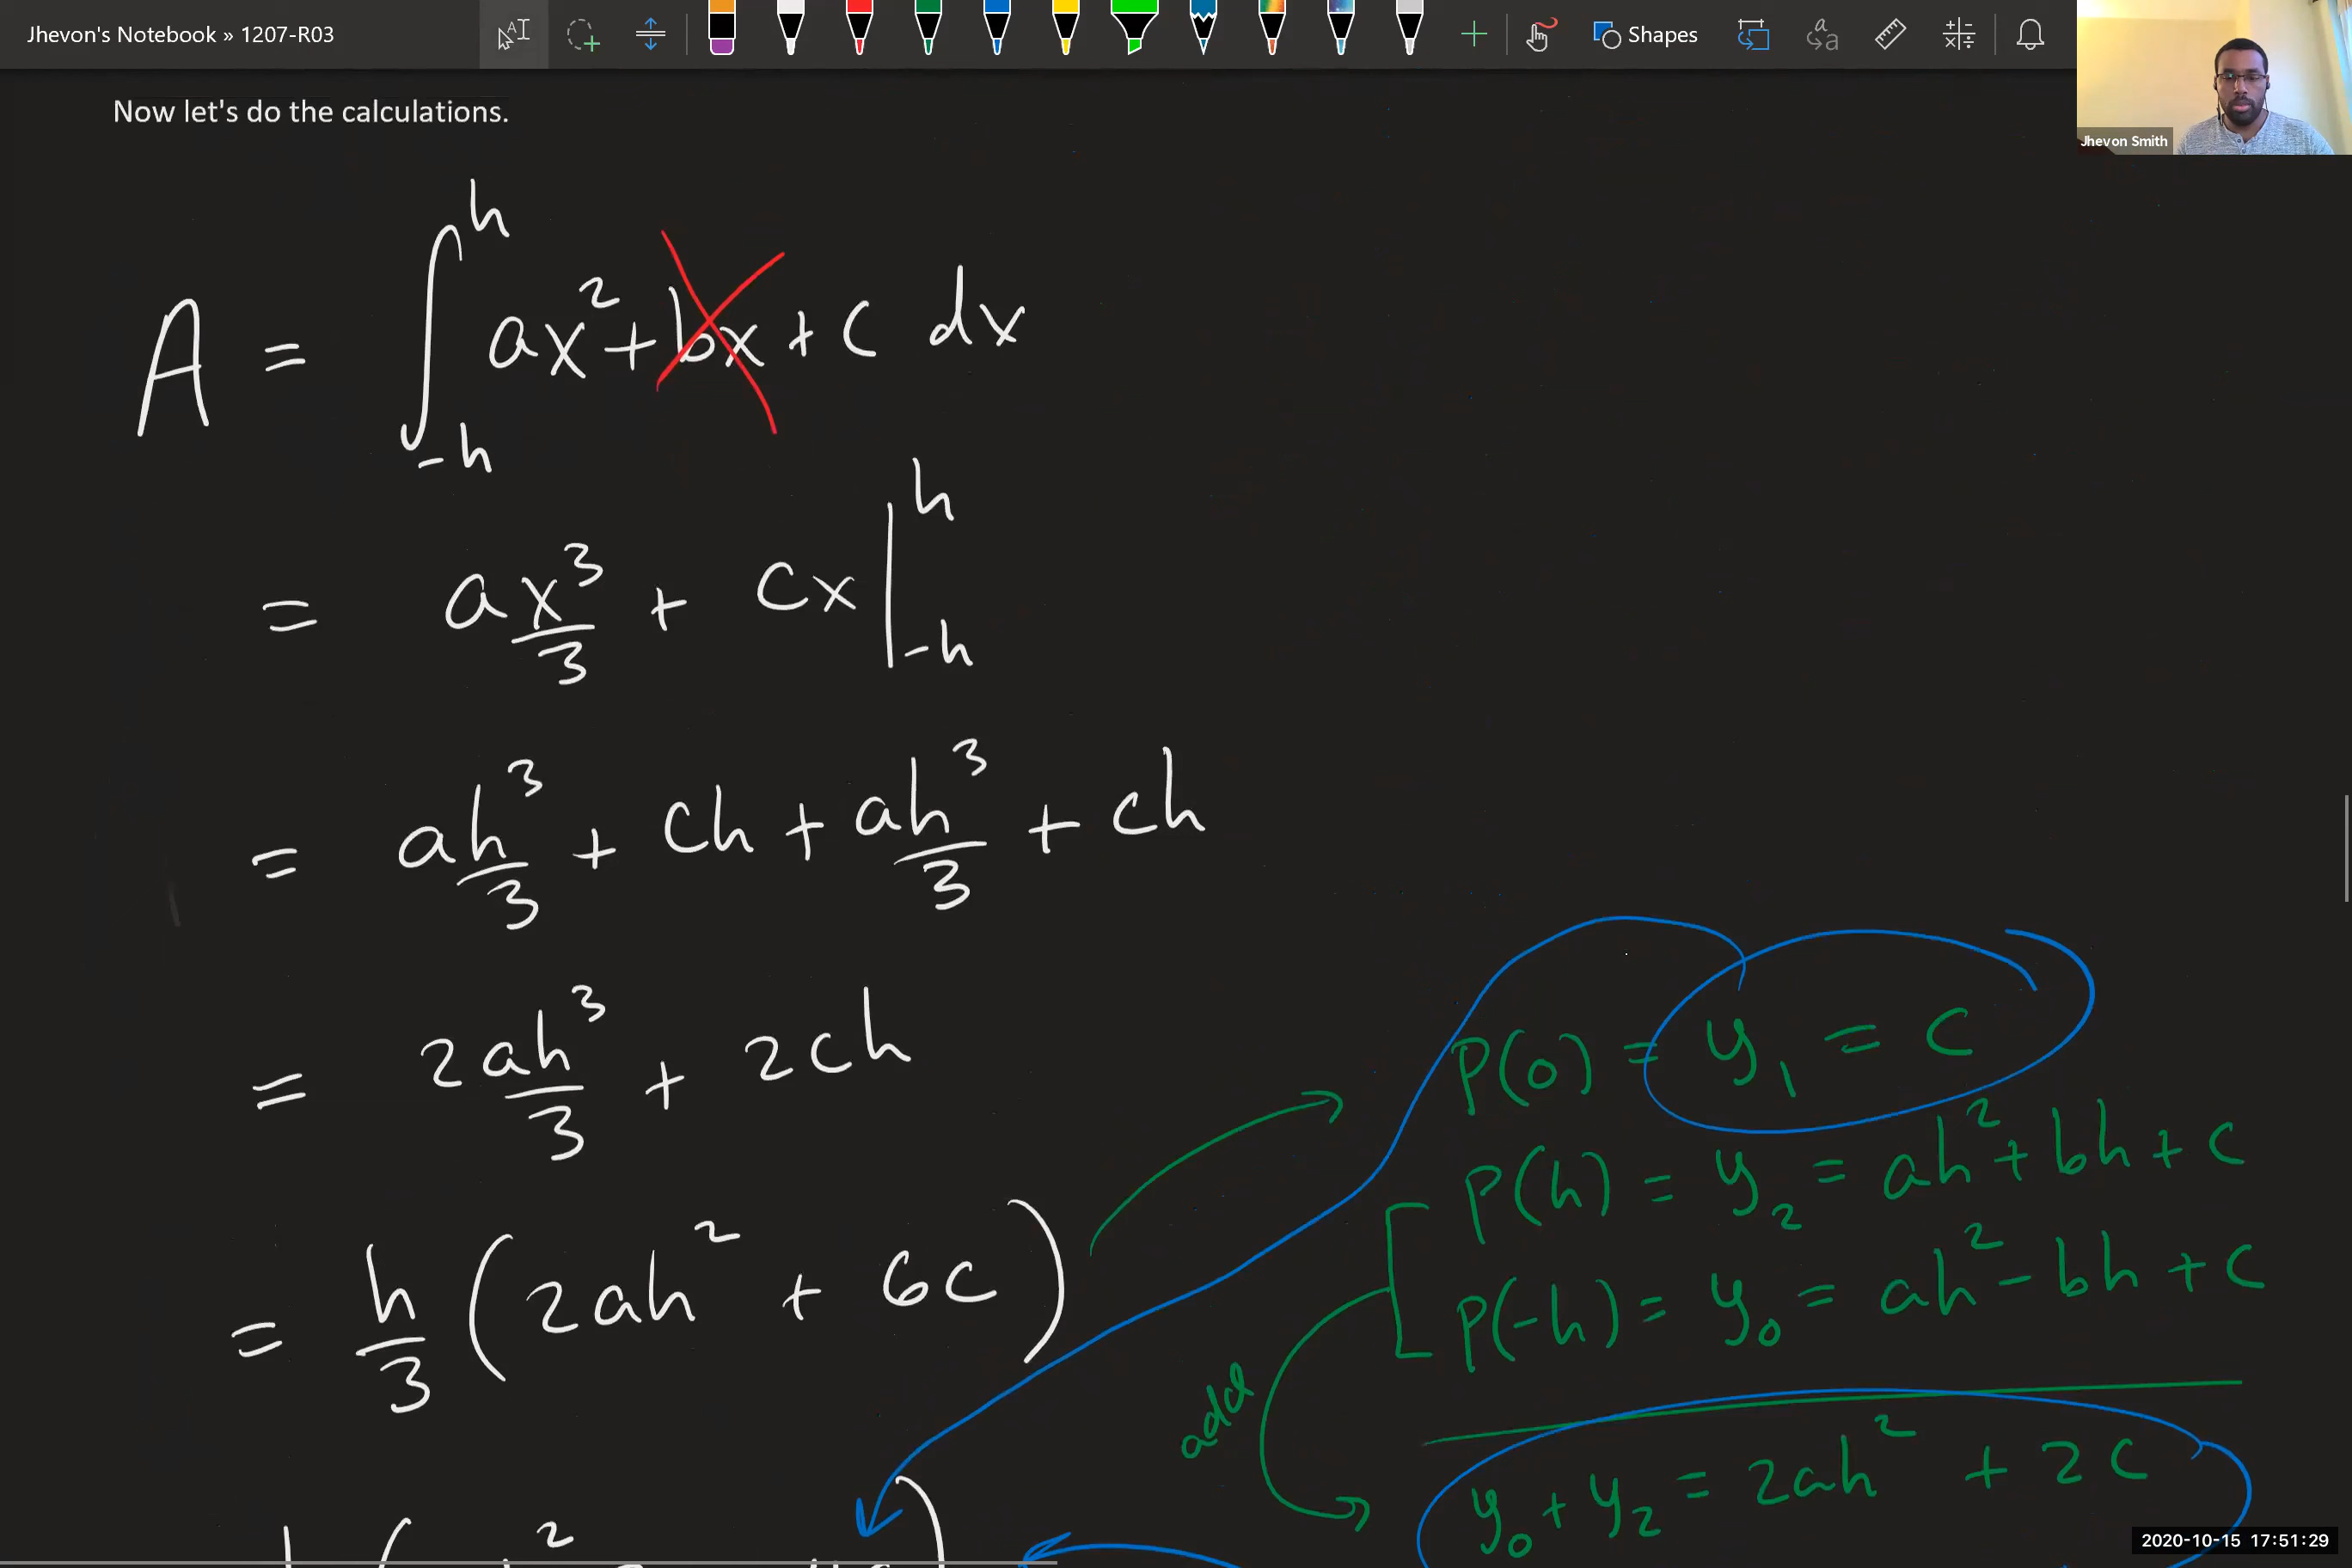 Jhevon's Notebook » 1207-R03
Shapes
Jhevon Smith
Now let's do the calculations.
A = ∫_{-h}^{h} ax² + bx + c dx
= ax³/3 + cx |_{-h}^{h}
= ah³/3 + ch + ah³/3 + ch
= 2ah³/3 + 2ch
= h/3 (2ah² + 6c)
P(0) = y₁ = c
P(h) = y₂ = ah² + bh + c
P(-h) = y₀ = ah² - bh + c
add
y₀ + y₂ = 2ah² + 2c
2020-10-15 17:51:29